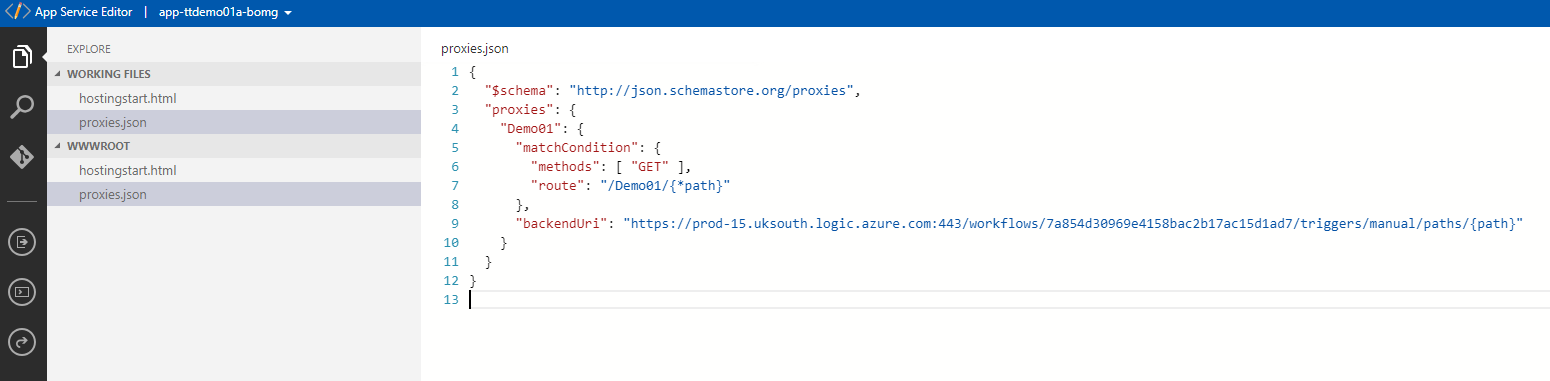 App Service Editor | app-ttdemo01a-bomg
EXPLORE
WORKING FILES
hostingstart.html
proxies.json
WWWROOT
hostingstart.html
proxies.json
proxies.json
1 {
2 "$schema": "http://json.schemastore.org/proxies",
3 "proxies": {
4 "Demo01": {
5 "matchCondition": {
6 "methods": [ "GET" ],
7 "route": "/Demo01/{*path}"
8 },
9 "backendUri": "https://prod-15.uksouth.logic.azure.com:443/workflows/7a854d30969e4158bac2b17ac15d1ad7/triggers/manual/paths/{path}"
10 }
11 }
12 }
13